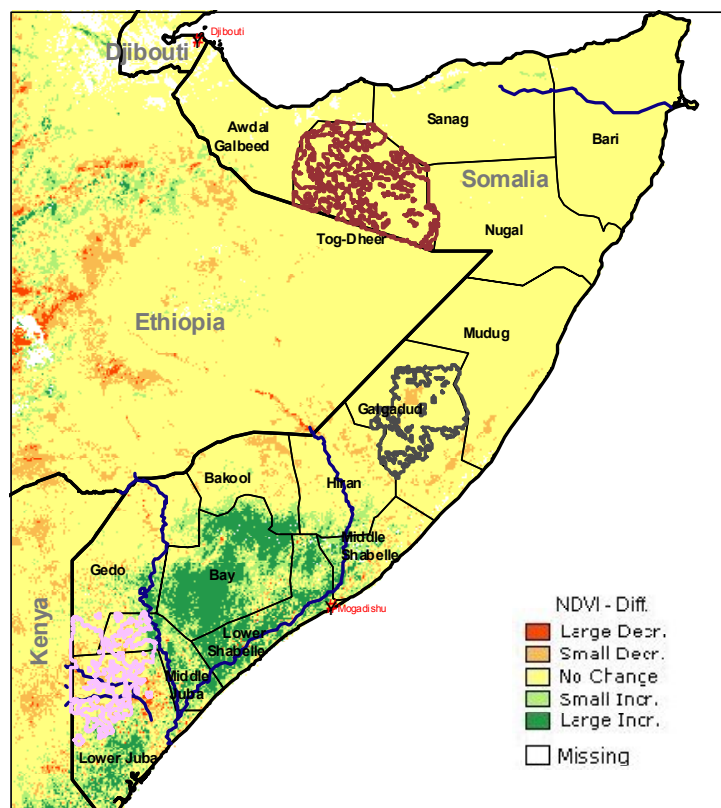 Djibouti
Djibouti
Awdal
Galbeed
Sanag
Bari
Somalia
Tog-Dheer
Nugal
Ethiopia
Mudug
Galgadud
Bakool
Hiran
Middle
Shabelle
Gedo
Bay
Mogadishu
Kenya
Lower
Shabelle
Middle
Juba
Lower Juba
NDVI - Diff.
Large Decr.
Small Decr.
No Change
Small Incr.
Large Incr.
Missing